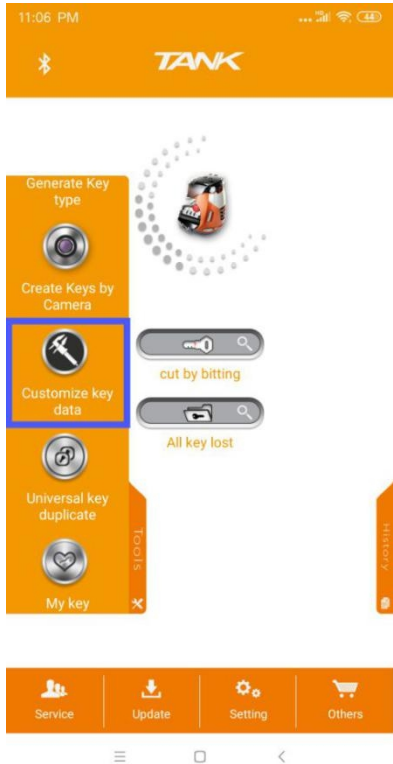 11:06 PM
... HD 44
TANK
Generate Key
type
Create Keys by
Camera
Customize key
data
Universal key
duplicate
My key
Tools
cut by bitting
All key lost
History
Service
Update
Setting
Others